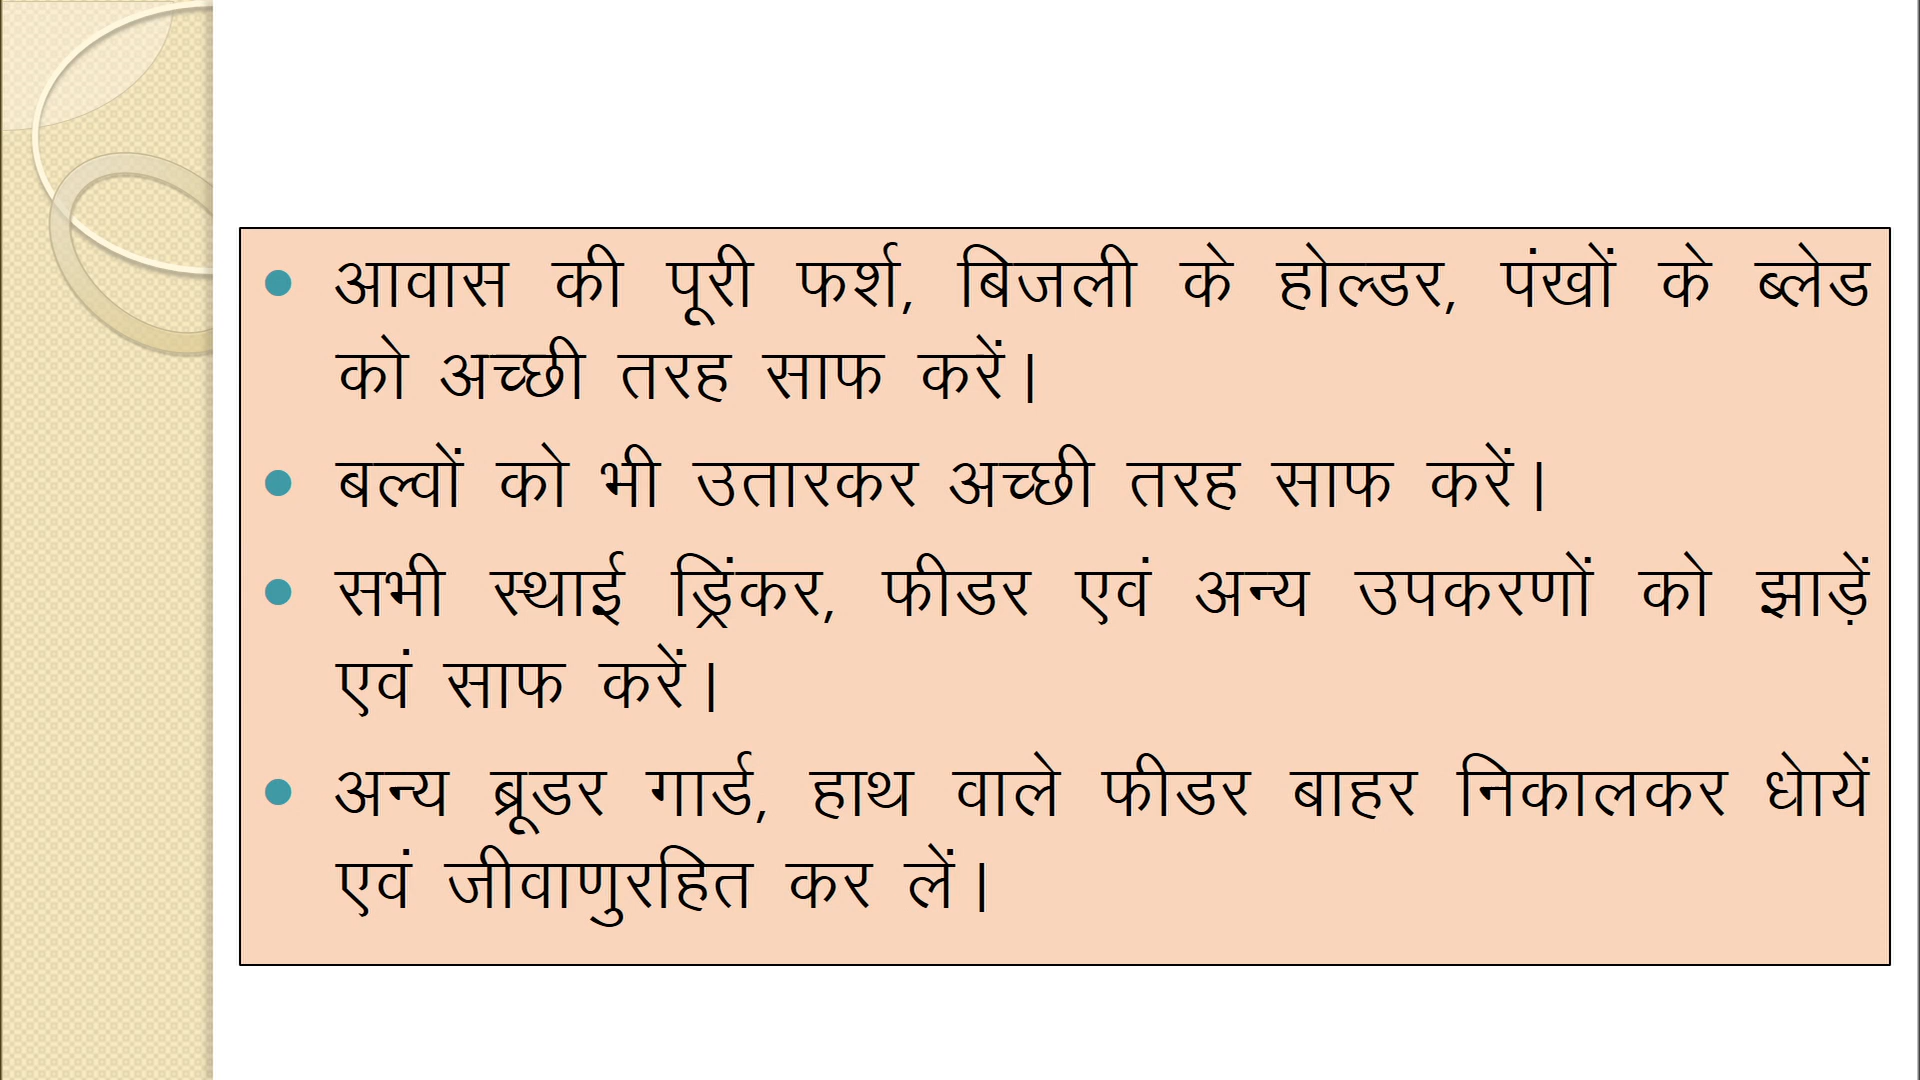 • आवास की पूरी फर्श, बिजली के होल्डर, पंखों के ब्लेड
को अच्छी तरह साफ करें।
• बल्वों को भी उतारकर अच्छी तरह साफ करें।
• सभी स्थाई ड्रिंकर, फीडर एवं अन्य उपकरणों को झाड़ें
एवं साफ करें।
• अन्य ब्रूडर गार्ड, हाथ वाले फीडर बाहर निकालकर धेायें
एवं जीवाणुरहित कर लें।